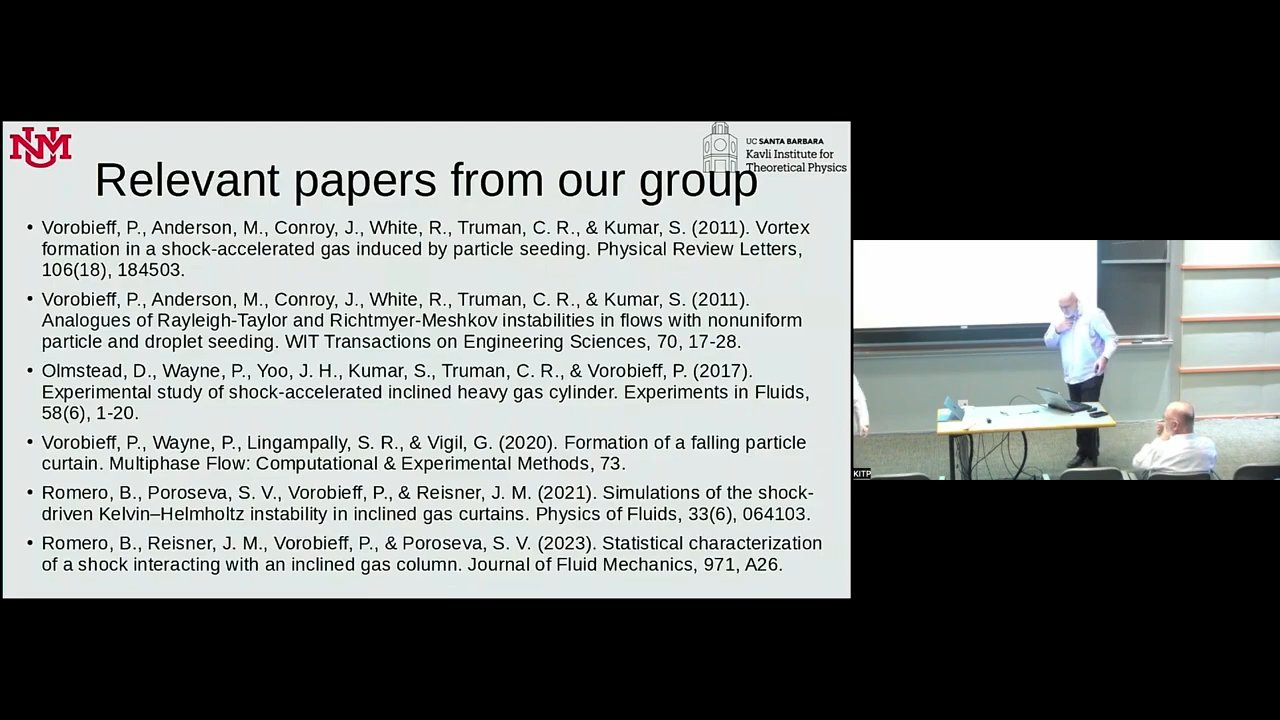 UNM
UC SANTA BARBARA
Kavli Institute for
Theoretical Physics
Relevant papers from our group
• Vorobieff, P., Anderson, M., Conroy, J., White, R., Truman, C. R., & Kumar, S. (2011). Vortex
formation in a shock-accelerated gas induced by particle seeding. Physical Review Letters,
106(18), 184503.
• Vorobieff, P., Anderson, M., Conroy, J., White, R., Truman, C. R., & Kumar, S. (2011).
Analogues of Rayleigh-Taylor and Richtmyer-Meshkov instabilities in flows with nonuniform
particle and droplet seeding. WIT Transactions on Engineering Sciences, 70, 17-28.
• Olmstead, D., Wayne, P., Yoo, J. H., Kumar, S., Truman, C. R., & Vorobieff, P. (2017).
Experimental study of shock-accelerated inclined heavy gas cylinder. Experiments in Fluids,
58(6), 1-20.
• Vorobieff, P., Wayne, P., Lingampally, S. R., & Vigil, G. (2020). Formation of a falling particle
curtain. Multiphase Flow: Computational & Experimental Methods, 73.
• Romero, B., Poroseva, S. V., Vorobieff, P., & Reisner, J. M. (2021). Simulations of the shock-
driven Kelvin–Helmholtz instability in inclined gas curtains. Physics of Fluids, 33(6), 064103.
• Romero, B., Reisner, J. M., Vorobieff, P., & Poroseva, S. V. (2023). Statistical characterization
of a shock interacting with an inclined gas column. Journal of Fluid Mechanics, 971, A26.
KITP